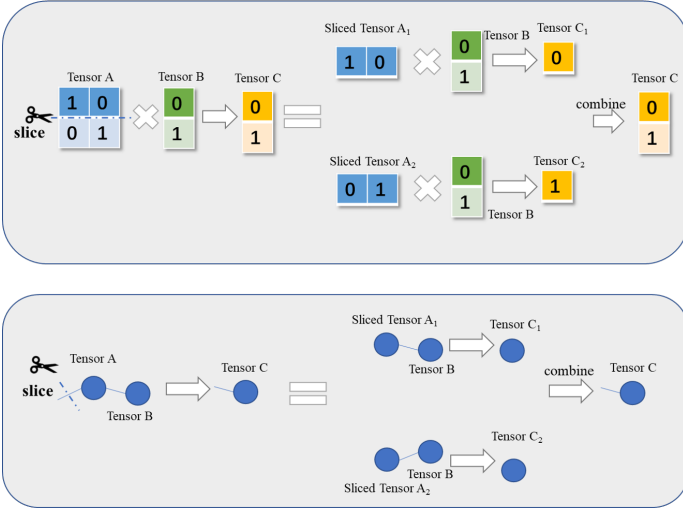 Sliced Tensor A₁
Tensor B
Tensor C₁
1 0
0
1
0
Tensor A
Tensor B
Tensor C
Tensor C
1 0
0 1
0
1
0
1
slice
combine
0
1
Sliced Tensor A₂
Tensor C₂
0 1
0
1
1
Tensor B
Sliced Tensor A₁
Tensor C₁
Tensor B
Tensor A
Tensor C
Tensor C
slice
combine
Tensor B
Tensor C₂
Tensor B
Sliced Tensor A₂